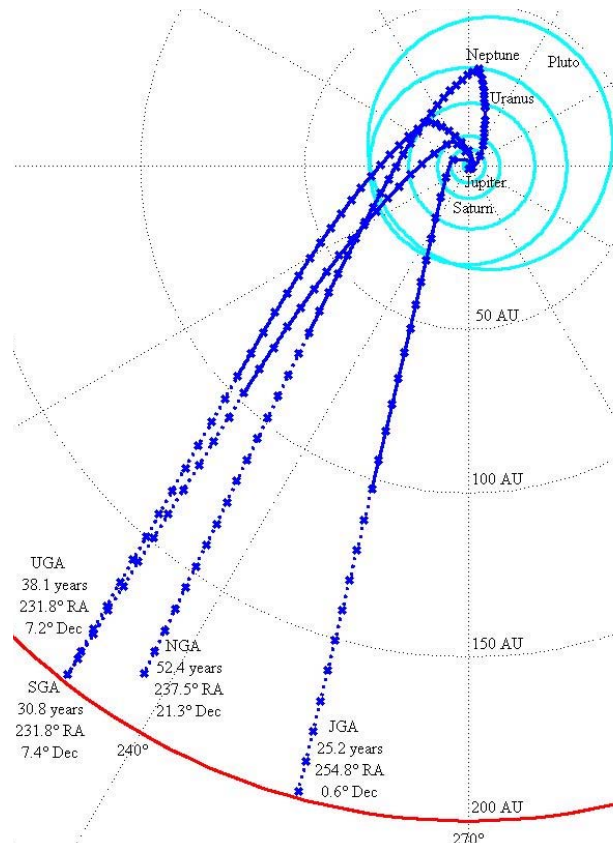 Neptune
Pluto
Uranus
Jupiter
Saturn
50 AU
100 AU
150 AU
UGA
38.1 years
231.8° RA
7.2° Dec
SGA
30.8 years
231.8° RA
7.4° Dec
NGA
52.4 years
237.5° RA
21.3° Dec
240°
JGA
25.2 years
254.8° RA
0.6° Dec
200 AU
270°